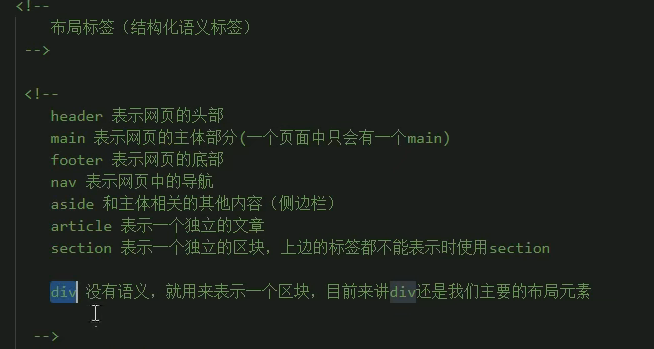 <!--
布局标签（结构化语义标签）
-->
<!--
header 表示网页的头部
main 表示网页的主体部分(一个页面中只会有一个main)
footer 表示网页的底部
nav 表示网页中的导航
aside 和主体相关的其他内容（侧边栏）
article 表示一个独立的文章
section 表示一个独立的区块，上边的标签都不能表示时使用section
div 没有语义，就用来表示一个区块，目前来讲div还是我们主要的布局元素
-->